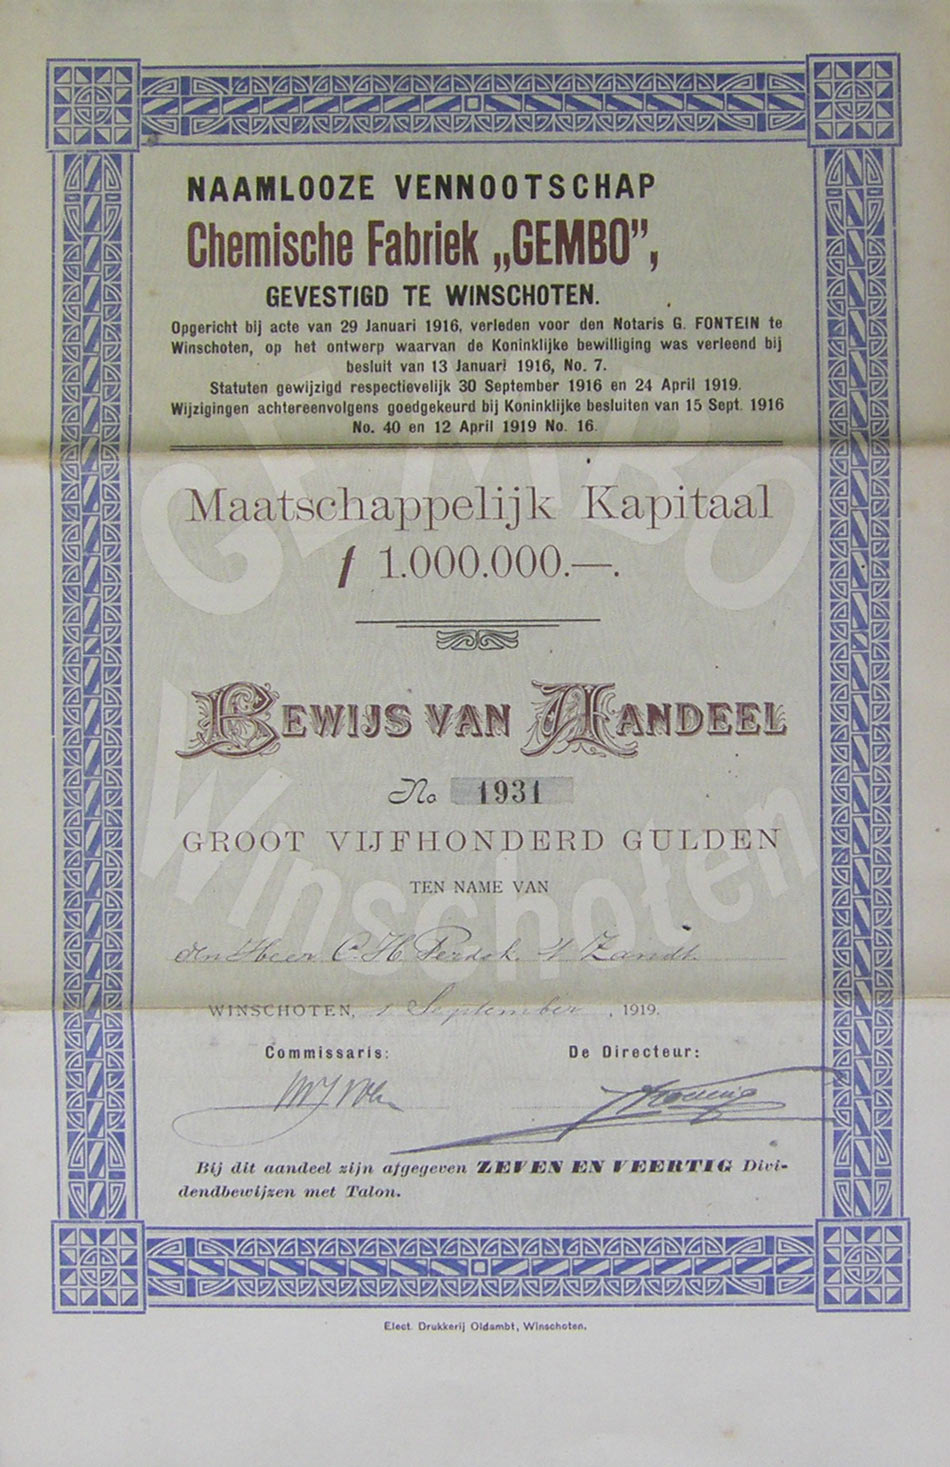 NAAMLOOZE VENNOOTSCHAP
Chemische Fabriek „GEMBO”,
GEVESTIGD TE WINSCHOTEN.
Opgericht bij acte van 29 Januari 1916, verleden voor den Notaris G. FONTEIN te
Winschoten, op het ontwerp waarvan de Koninklijke bewilliging was verleend bij
besluit van 13 Januari 1916, No. 7.
Statuten gewijzigd respectievelijk 30 September 1916 en 24 April 1919.
Wijzigingen achtereenvolgens goedgekeurd bij Koninklijke besluiten van 15 Sept. 1916
No. 40 en 12 April 1919 No. 16.
GEMBO
Maatschappelijk Kapitaal
ƒ 1.000.000.—.
BEWIJS VAN AANDEEL
No 1931
GROOT VIJFHONDERD GULDEN
TEN NAME VAN
Winschoten
den Heer C. H. 't Zandt
WINSCHOTEN, 1 September, 1919.
Commissaris: De Directeur:
Bij dit aandeel zijn afgegeven ZEVEN EN VEERTIG Divi-
dendbewijzen met Talon.
Elect. Drukkerij Oldambt, Winschoten.